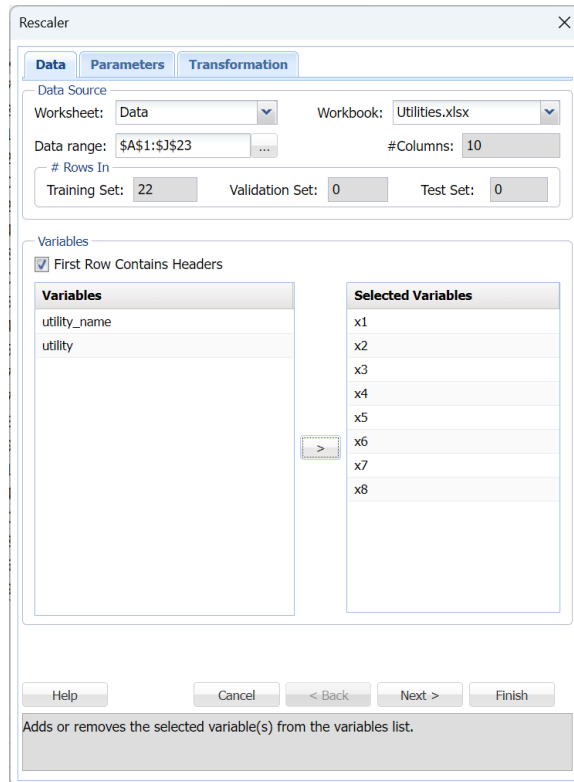 Rescaler
Data Parameters Transformation
Data Source
Worksheet: Data Workbook: Utilities.xlsx
Data range: $A$1:$J$23 ... #Columns: 10
# Rows In
Training Set: 22 Validation Set: 0 Test Set: 0
Variables
First Row Contains Headers
Variables Selected Variables
utility_name x1
utility x2
x3
x4
x5
> x6
x7
x8
Help Cancel < Back Next > Finish
Adds or removes the selected variable(s) from the variables list.